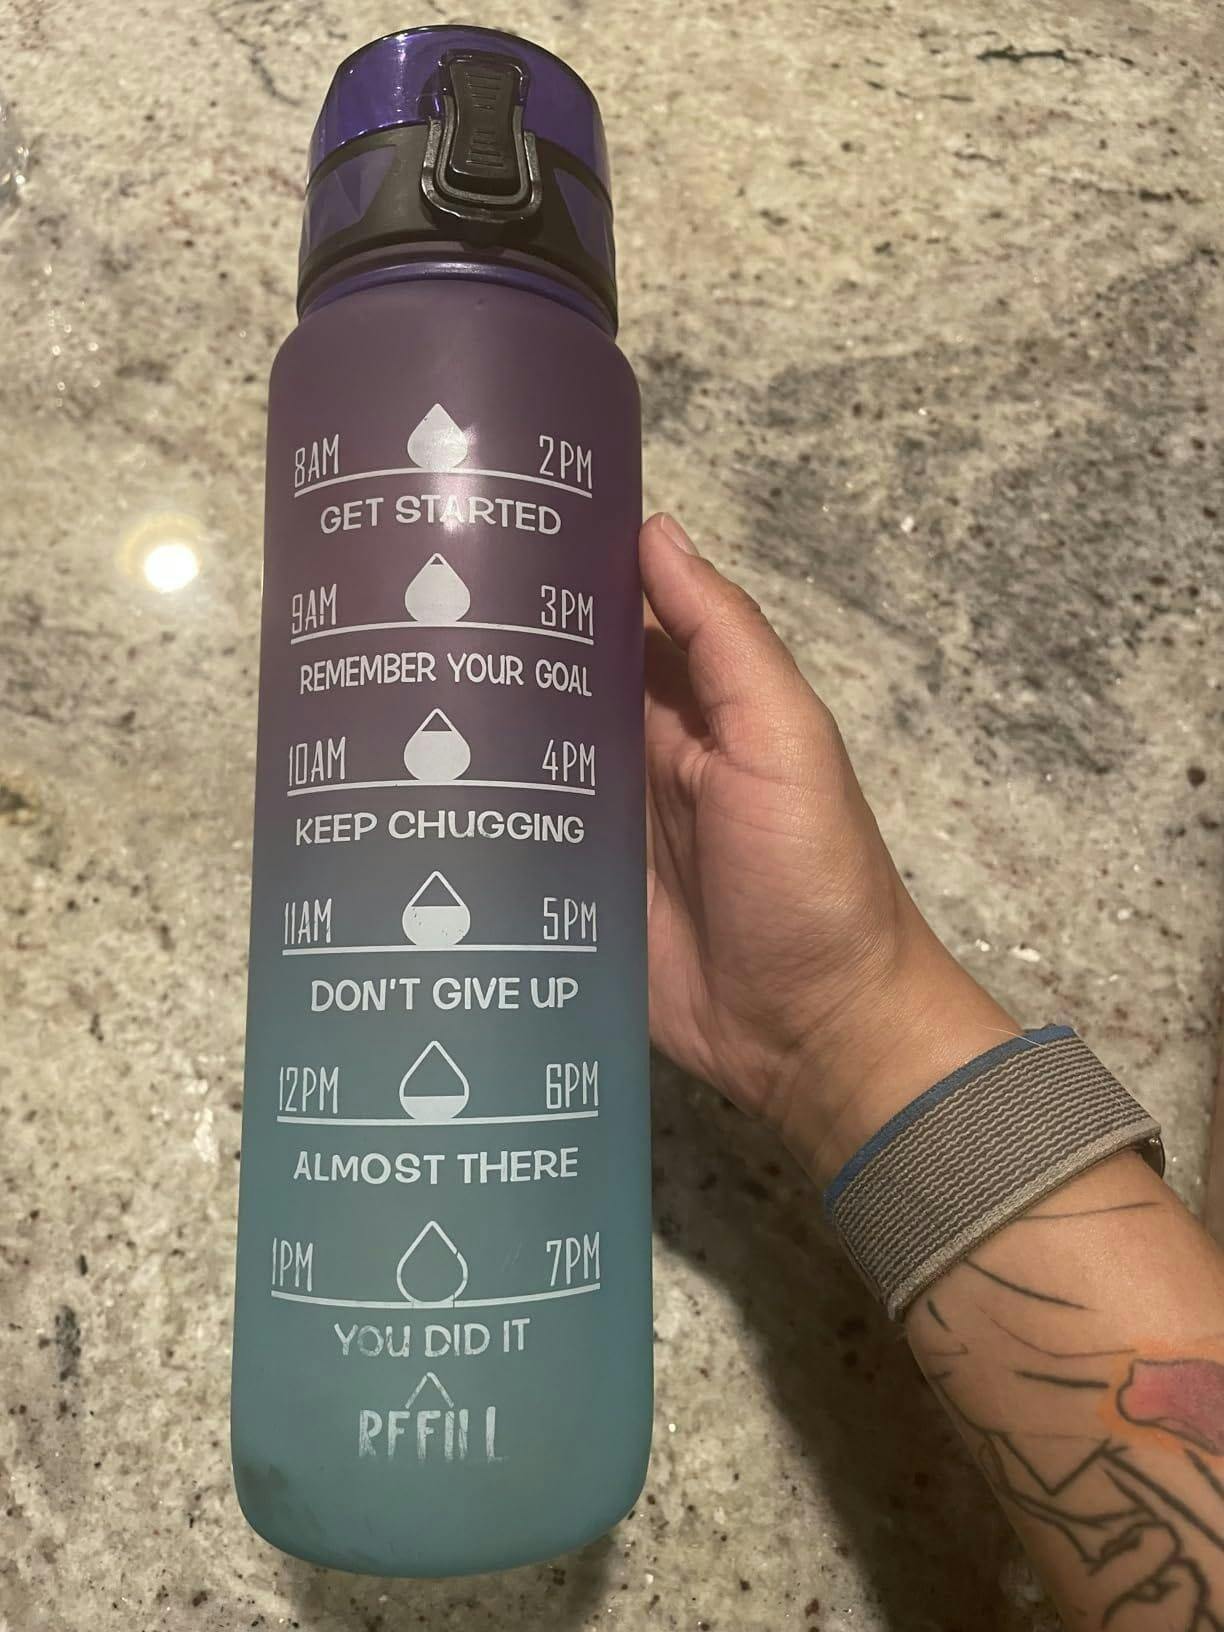 8AM 2PM
GET STARTED
9AM 3PM
REMEMBER YOUR GOAL
10AM 4PM
KEEP CHUGGING
11AM 5PM
DON'T GIVE UP
12PM 6PM
ALMOST THERE
1PM 7PM
YOU DID IT
REFILL